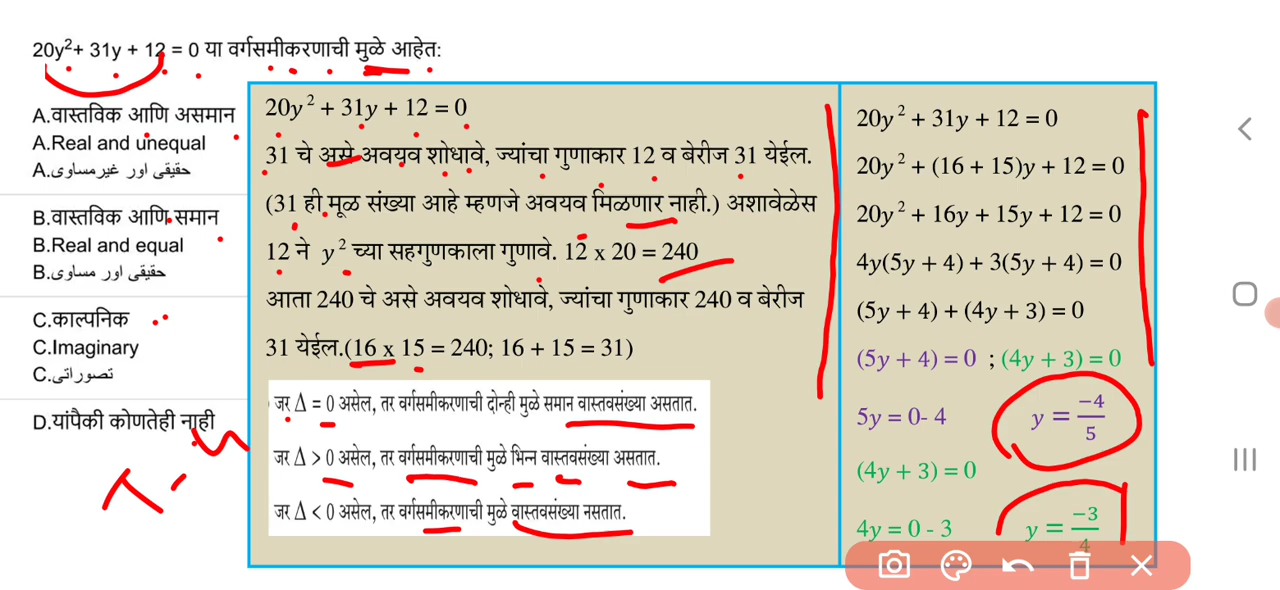 20y²+ 31y + 12 = 0 या वर्गसमीकरणाची मुळे आहेत:
A.वास्तविक आणि असमान
A.Real and unequal
A.حقیقی اور غیرمساوی
B.वास्तविक आणि समान
B.Real and equal
B.حقیقی اور مساوی
C.काल्पनिक
C.Imaginary
C.تصوراتی
D.यांपैकी कोणतेही नाही
20y² + 31y + 12 = 0
31 चे असे अवयव शोधावे, ज्यांचा गुणाकार 12 व बेरीज 31 येईल.
(31 ही मूळ संख्या आहे म्हणजे अवयव मिळणार नाही.) अशावेळेस
12 ने y² च्या सहगुणकाला गुणावे. 12 x 20 = 240
आता 240 चे असे अवयव शोधावे, ज्यांचा गुणाकार 240 व बेरीज
31 येईल.(16 x 15 = 240; 16 + 15 = 31)
जर Δ = 0 असेल, तर वर्गसमीकरणाची दोन्ही मुळे समान वास्तवसंख्या असतात.
जर Δ > 0 असेल, तर वर्गसमीकरणाची मुळे भिन्न वास्तवसंख्या असतात.
जर Δ < 0 असेल, तर वर्गसमीकरणाची मुळे वास्तवसंख्या नसतात.
20y² + 31y + 12 = 0
20y² + (16 + 15)y + 12 = 0
20y² + 16y + 15y + 12 = 0
4y(5y + 4) + 3(5y + 4) = 0
(5y + 4) + (4y + 3) = 0
(5y + 4) = 0 ; (4y + 3) = 0
5y = 0- 4 y = −4/5
(4y + 3) = 0
4y = 0 - 3 y = −3/4